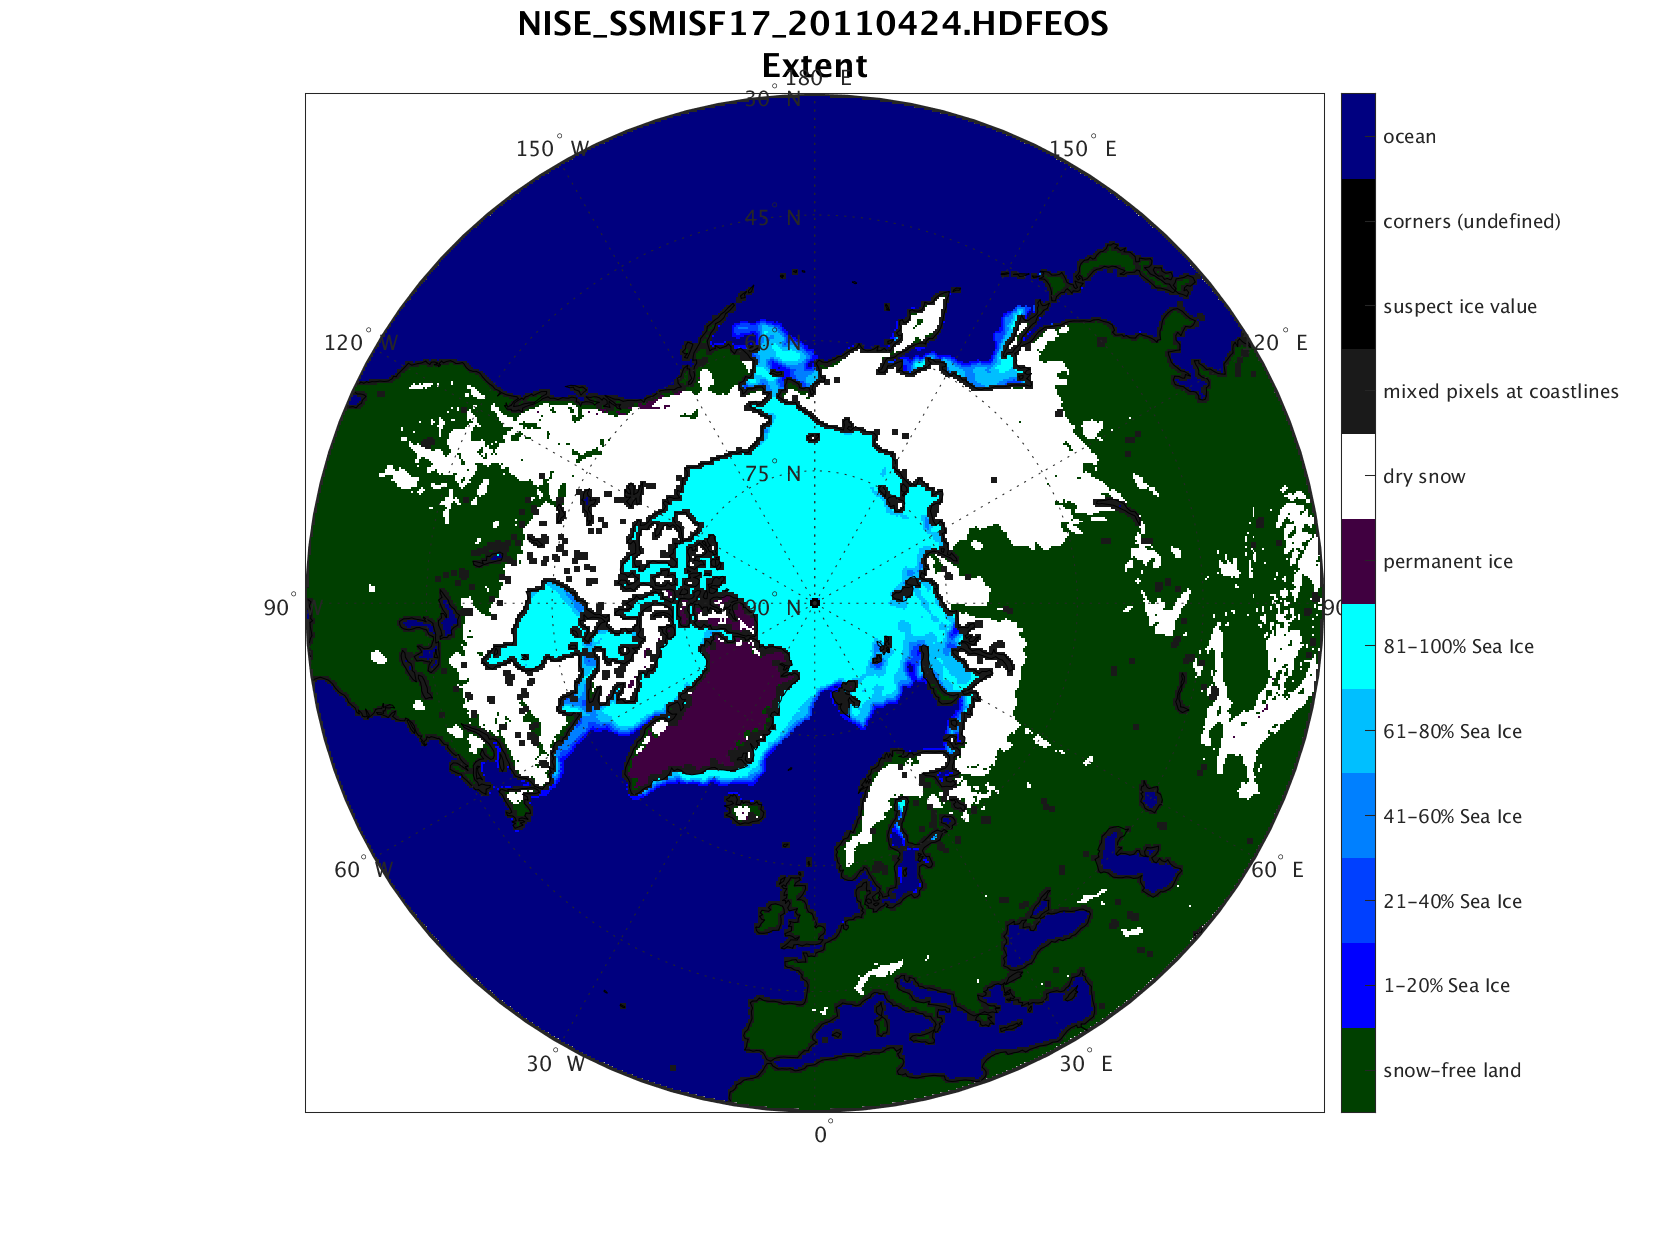 NISE_SSMISF17_20110424.HDFEOS
Extent
180° E
30° N
150° W
150° E
45° N
120° W
60° N
120° E
75° N
90°
90° N
90
60° W
60° E
30° W
30° E
0°
ocean
corners (undefined)
suspect ice value
mixed pixels at coastlines
dry snow
permanent ice
81-100% Sea Ice
61-80% Sea Ice
41-60% Sea Ice
21-40% Sea Ice
1-20% Sea Ice
snow-free land